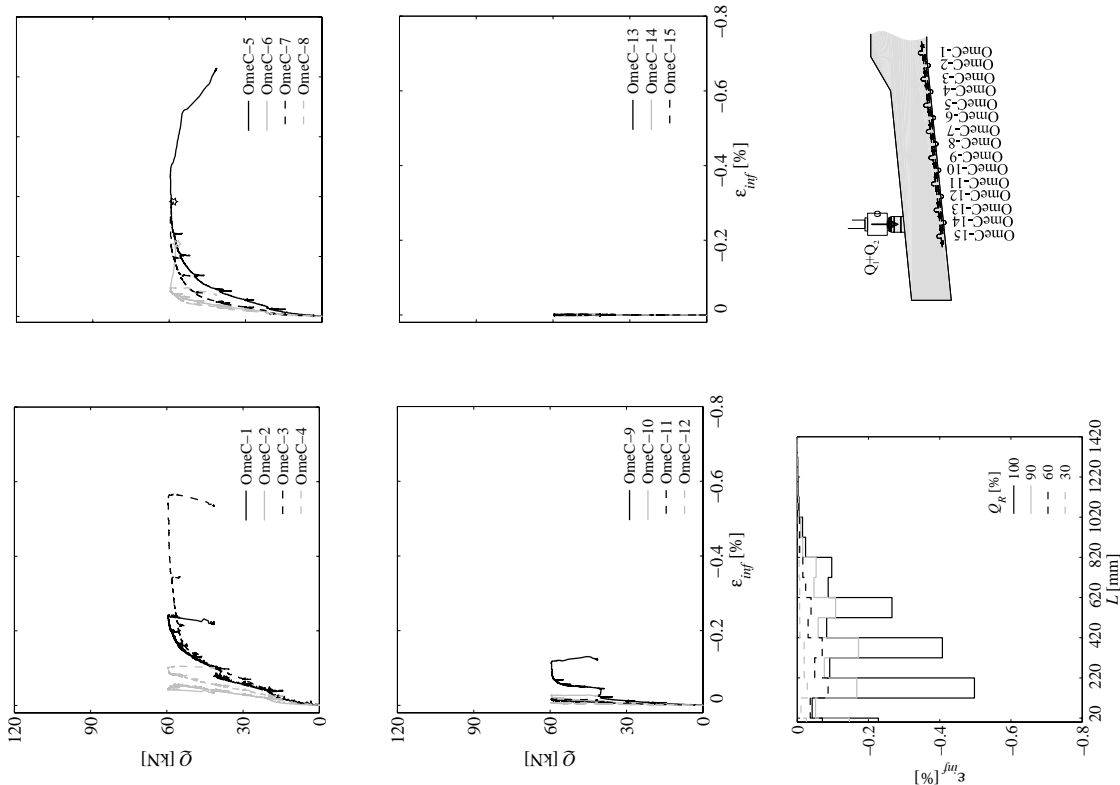 Q [kN]
120
90
60
30
0
OmeC−1
OmeC−2
OmeC−3
OmeC−4
OmeC−5
OmeC−6
OmeC−7
OmeC−8
Q [kN]
120
90
60
30
0
0
−0.2
−0.4
−0.6
−0.8
ε_inf [%]
OmeC−9
OmeC−10
OmeC−11
OmeC−12
0
−0.2
−0.4
−0.6
−0.8
ε_inf [%]
OmeC−13
OmeC−14
OmeC−15
ε_inf [%]
0
−0.2
−0.4
−0.6
−0.8
20
220
420
620
820
1020
1220
1420
L [mm]
Q_R [%]
100
90
60
30
Q₁+Q₂
OmeC-15
OmeC-14
OmeC-13
OmeC-12
OmeC-11
OmeC-10
OmeC-9
OmeC-8
OmeC-7
OmeC-6
OmeC-5
OmeC-4
OmeC-3
OmeC-2
OmeC-1